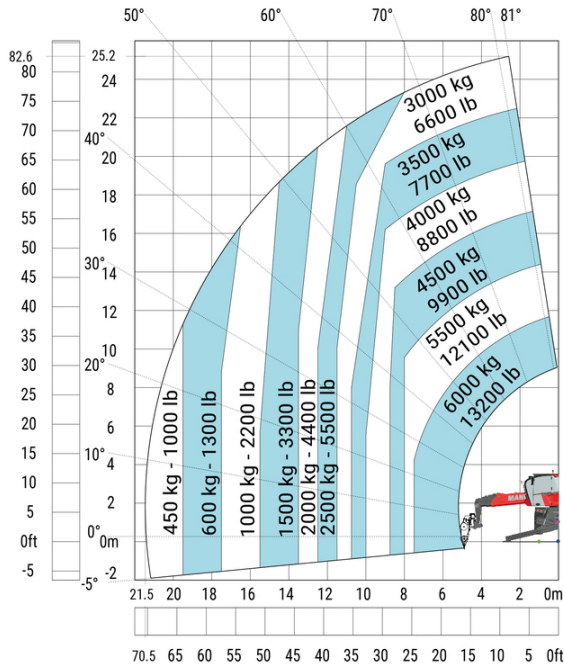 50° 60° 70° 80° 81°
82.6 25.2
80
24
75
22
70
40°
65 20
60
18
55
16
50
30° 14
45
12
40
35 10
30
20° 8
25
6
20
15 10° 4
10
2
5
0°
0ft 0m
-5 -5° -2
3000 kg
6600 lb
3500 kg
7700 lb
4000 kg
8800 lb
4500 kg
9900 lb
5500 kg
12100 lb
6000 kg
13200 lb
450 kg - 1000 lb
600 kg - 1300 lb
1000 kg - 2200 lb
1500 kg - 3300 lb
2000 kg - 4400 lb
2500 kg - 5500 lb
21.5 20 18 16 14 12 10 8 6 4 2 0m
70.5 65 60 55 50 45 40 35 30 25 20 15 10 5 0ft